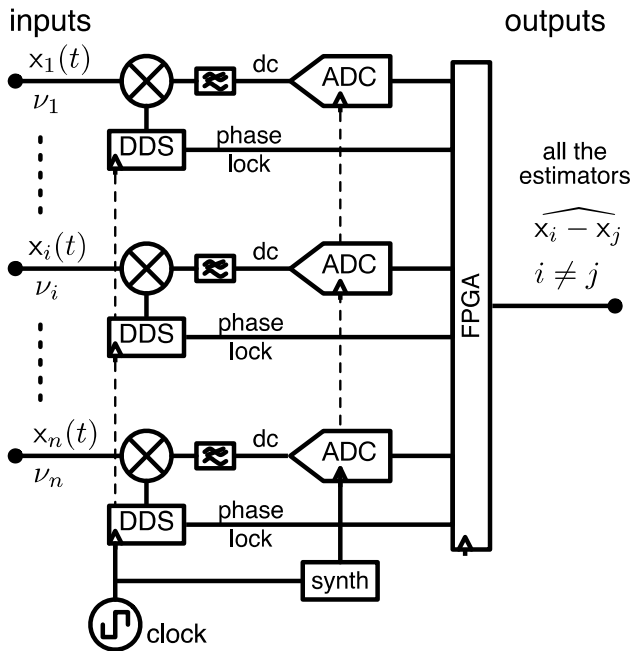 inputs
outputs
x₁(t)
ν₁
dc
ADC
DDS
phase
lock
all the
estimators
x̂ᵢ − xⱼ
i ≠ j
xᵢ(t)
νᵢ
dc
ADC
DDS
phase
lock
FPGA
xₙ(t)
νₙ
dc
ADC
DDS
phase
lock
synth
clock